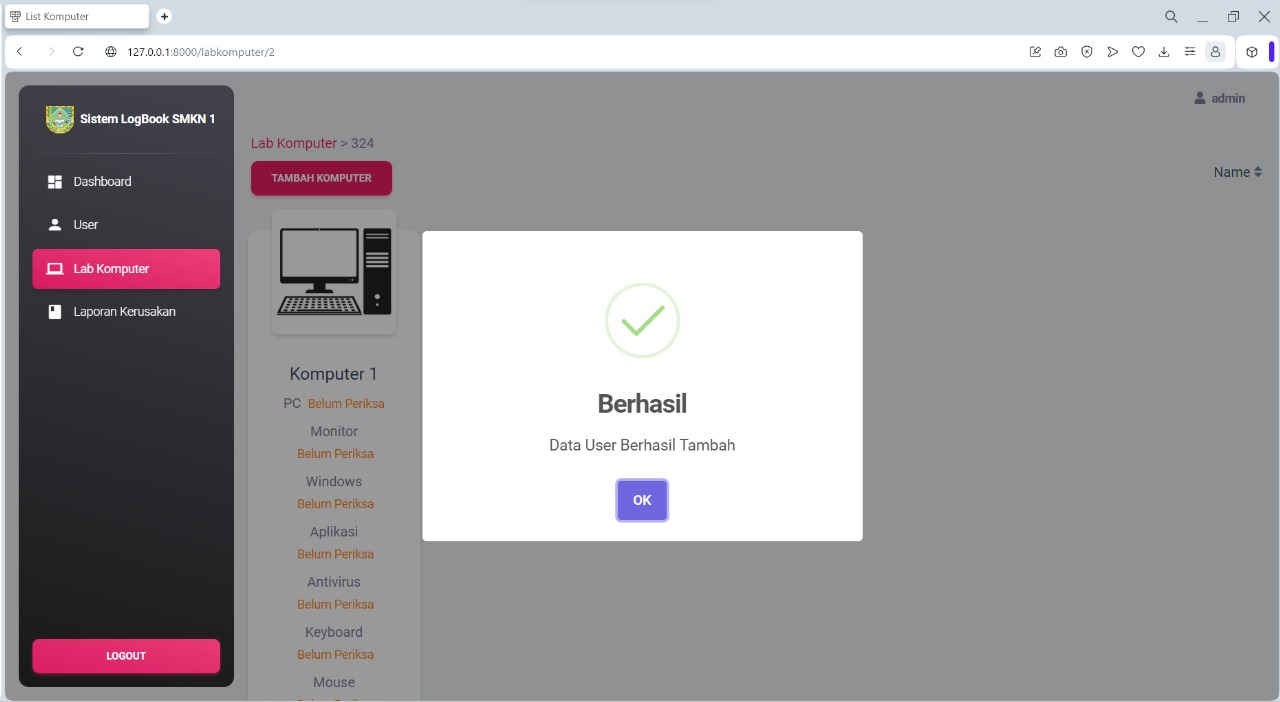 List Komputer
127.0.0.1:8000/labkomputer/2
Sistem LogBook SMKN 1
Dashboard
User
Lab Komputer
Laporan Kerusakan
LOGOUT
admin
Lab Komputer > 324
TAMBAH KOMPUTER
Name
Komputer 1
PC Belum Periksa
Monitor
Belum Periksa
Windows
Belum Periksa
Aplikasi
Belum Periksa
Antivirus
Belum Periksa
Keyboard
Belum Periksa
Mouse
Berhasil
Data User Berhasil Tambah
OK